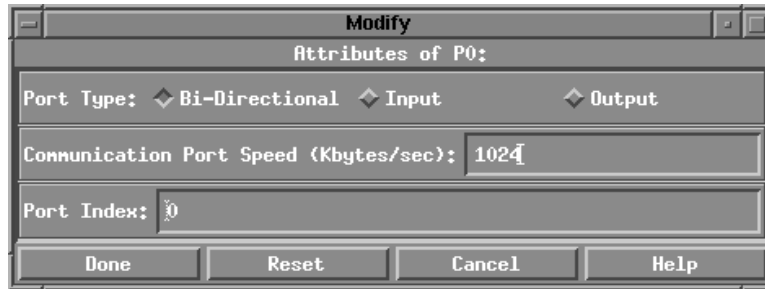 Modify
Attributes of P0:
Port Type: Bi-Directional Input Output
Communication Port Speed (Kbytes/sec): 1024
Port Index: 0
Done Reset Cancel Help